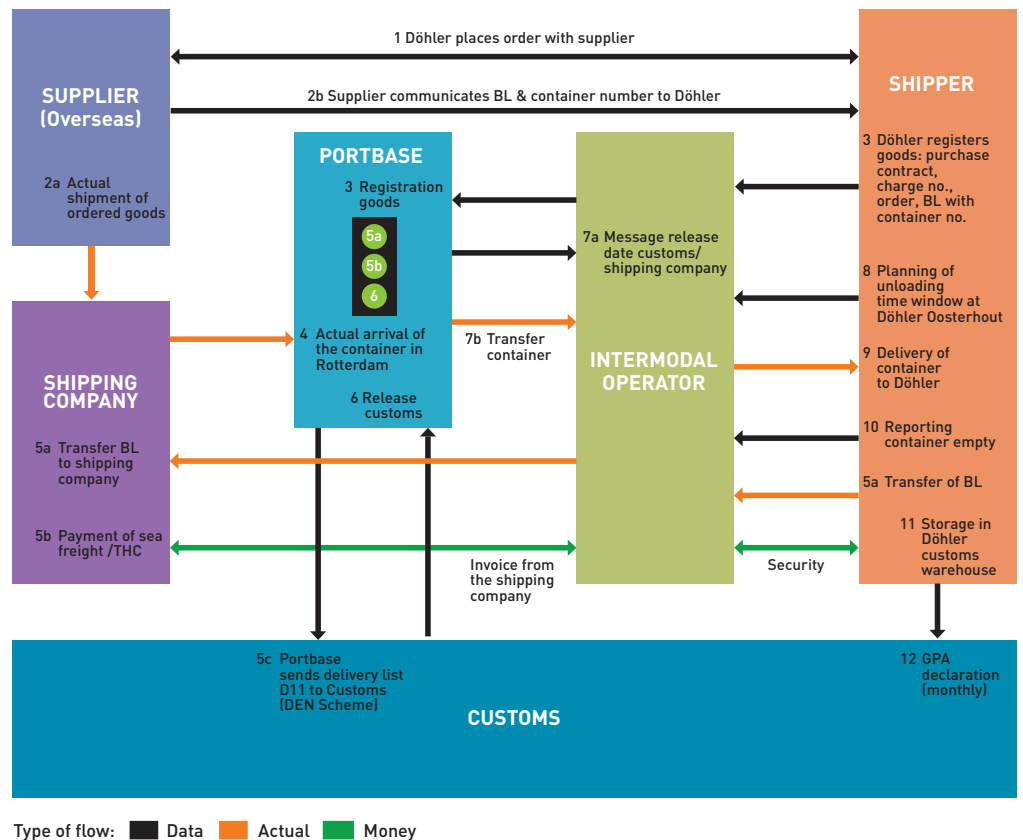 1 Döhler places order with supplier
SUPPLIER
(Overseas)
SHIPPER
2b Supplier communicates BL & container number to Döhler
2a Actual
shipment of
ordered goods
PORTBASE
3 Registration
goods
5a
5b
6
3 Döhler registers
goods: purchase
contract,
charge no.,
order, BL with
container no.
7a Message release
date customs/
shipping company
8 Planning of
unloading
time window at
Döhler Oosterhout
4 Actual arrival of
the container in
Rotterdam
7b Transfer
container
INTERMODAL
OPERATOR
9 Delivery of
container
to Döhler
SHIPPING
COMPANY
6 Release
customs
10 Reporting
container empty
5a Transfer BL
to shipping
company
5a Transfer of BL
5b Payment of sea
freight /THC
11 Storage in
Döhler
customs
warehouse
Invoice from
the shipping
company
Security
5c Portbase
sends delivery list
D11 to Customs
(DEN Scheme)
12 GPA
declaration
(monthly)
CUSTOMS
Type of flow: Data Actual Money